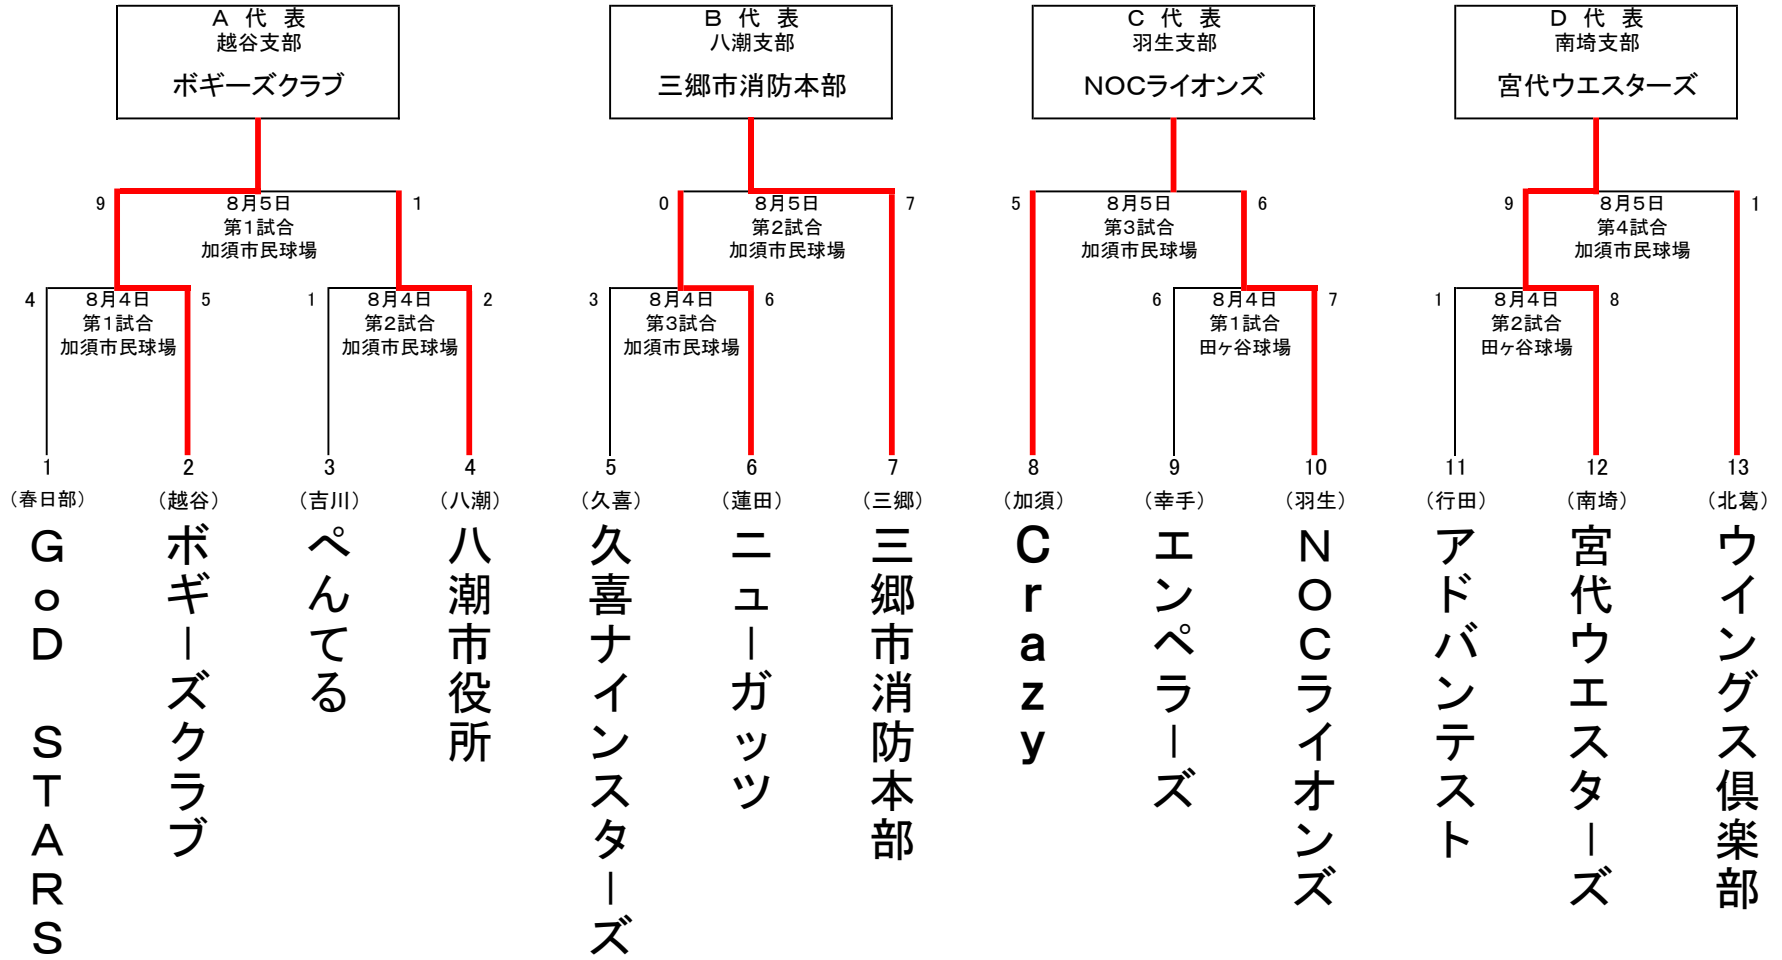 A 代 表
越谷支部
ボギーズクラブ
B 代 表
八潮支部
三郷市消防本部
C 代 表
羽生支部
NOCライオンズ
D 代 表
南埼支部
宮代ウエスターズ
9
8月5日
第1試合
加須市民球場
1
0
8月5日
第2試合
加須市民球場
7
5
8月5日
第3試合
加須市民球場
6
9
8月5日
第4試合
加須市民球場
1
4
8月4日
第1試合
加須市民球場
5
1
8月4日
第2試合
加須市民球場
2
3
8月4日
第3試合
加須市民球場
6
6
8月4日
第1試合
田ヶ谷球場
7
1
8月4日
第2試合
田ヶ谷球場
8
1
(春日部)
GoD STARS
2
(越谷)
ボギーズクラブ
3
(吉川)
ぺんてる
4
(八潮)
八潮市役所
5
(久喜)
久喜ナインスターズ
6
(蓮田)
ニューガッツ
7
(三郷)
三郷市消防本部
8
(加須)
Crazy
9
(幸手)
エンペラーズ
10
(羽生)
NOCライオンズ
11
(行田)
アドバンテスト
12
(南埼)
宮代ウエスターズ
13
(北葛)
ウイングス倶楽部